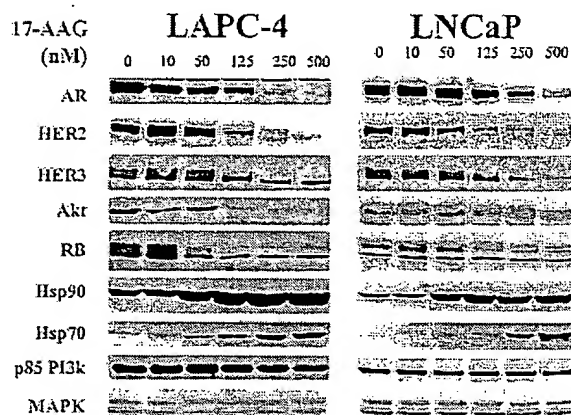 17-AAG LAPC-4 LNCaP
(nM) 0 10 50 125 250 500 0 10 50 125 250 500
AR
HER2
HER3
Akt
RB
Hsp90
Hsp70
p85 PI3k
MAPK